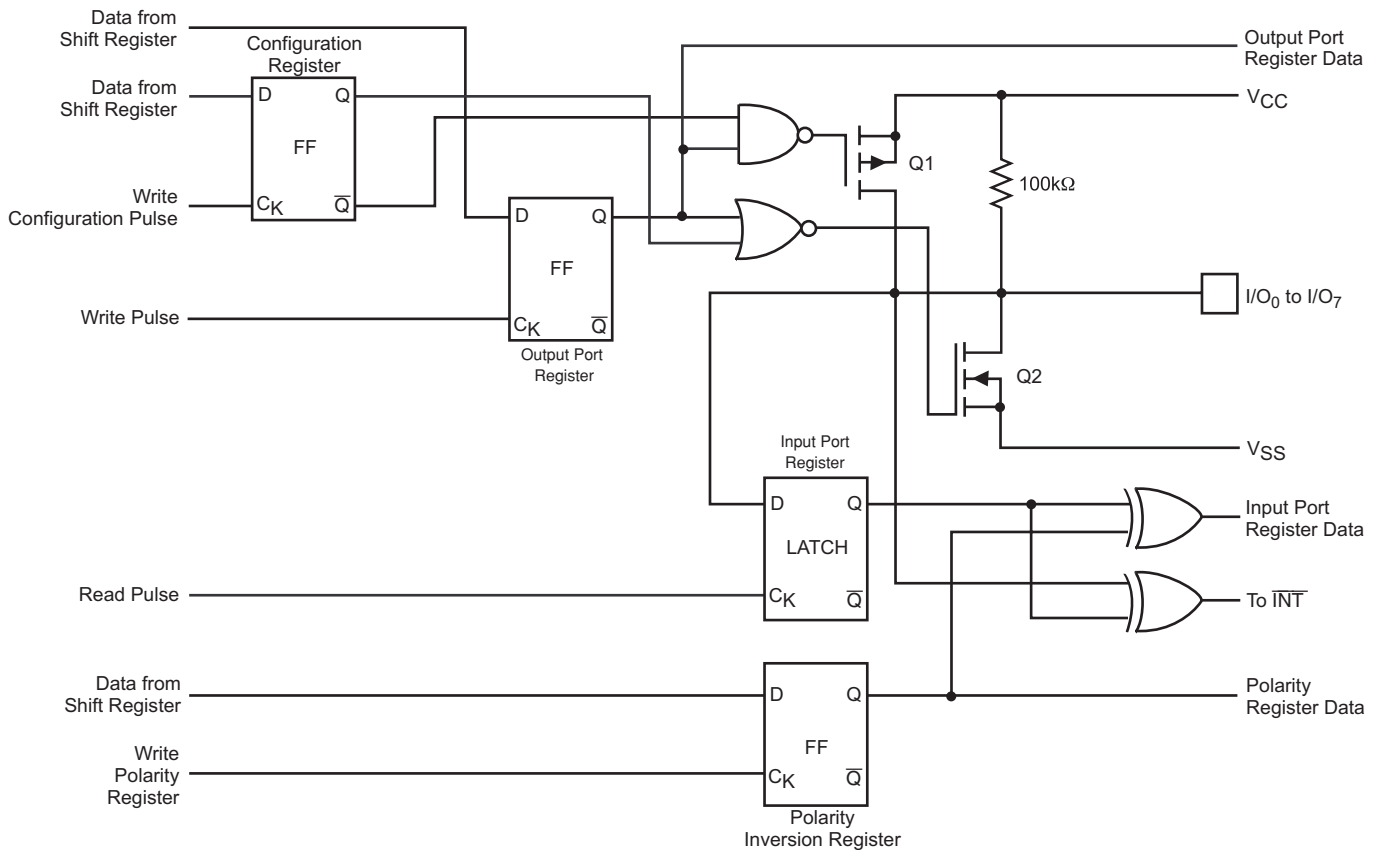 Data from
Shift Register
Configuration
Register
Output Port
Register Data
Data from
Shift Register
D
Q
FF
VCC
Q1
100kΩ
Write
Configuration Pulse
CK
Q̅
D
Q
FF
I/O0 to I/O7
Write Pulse
CK
Q̅
Output Port
Register
Q2
Input Port
Register
VSS
D
Q
LATCH
Input Port
Register Data
Read Pulse
CK
Q̅
To I̅N̅T̅
Data from
Shift Register
D
Q
FF
Polarity
Register Data
Write
Polarity
Register
CK
Q̅
Polarity
Inversion Register